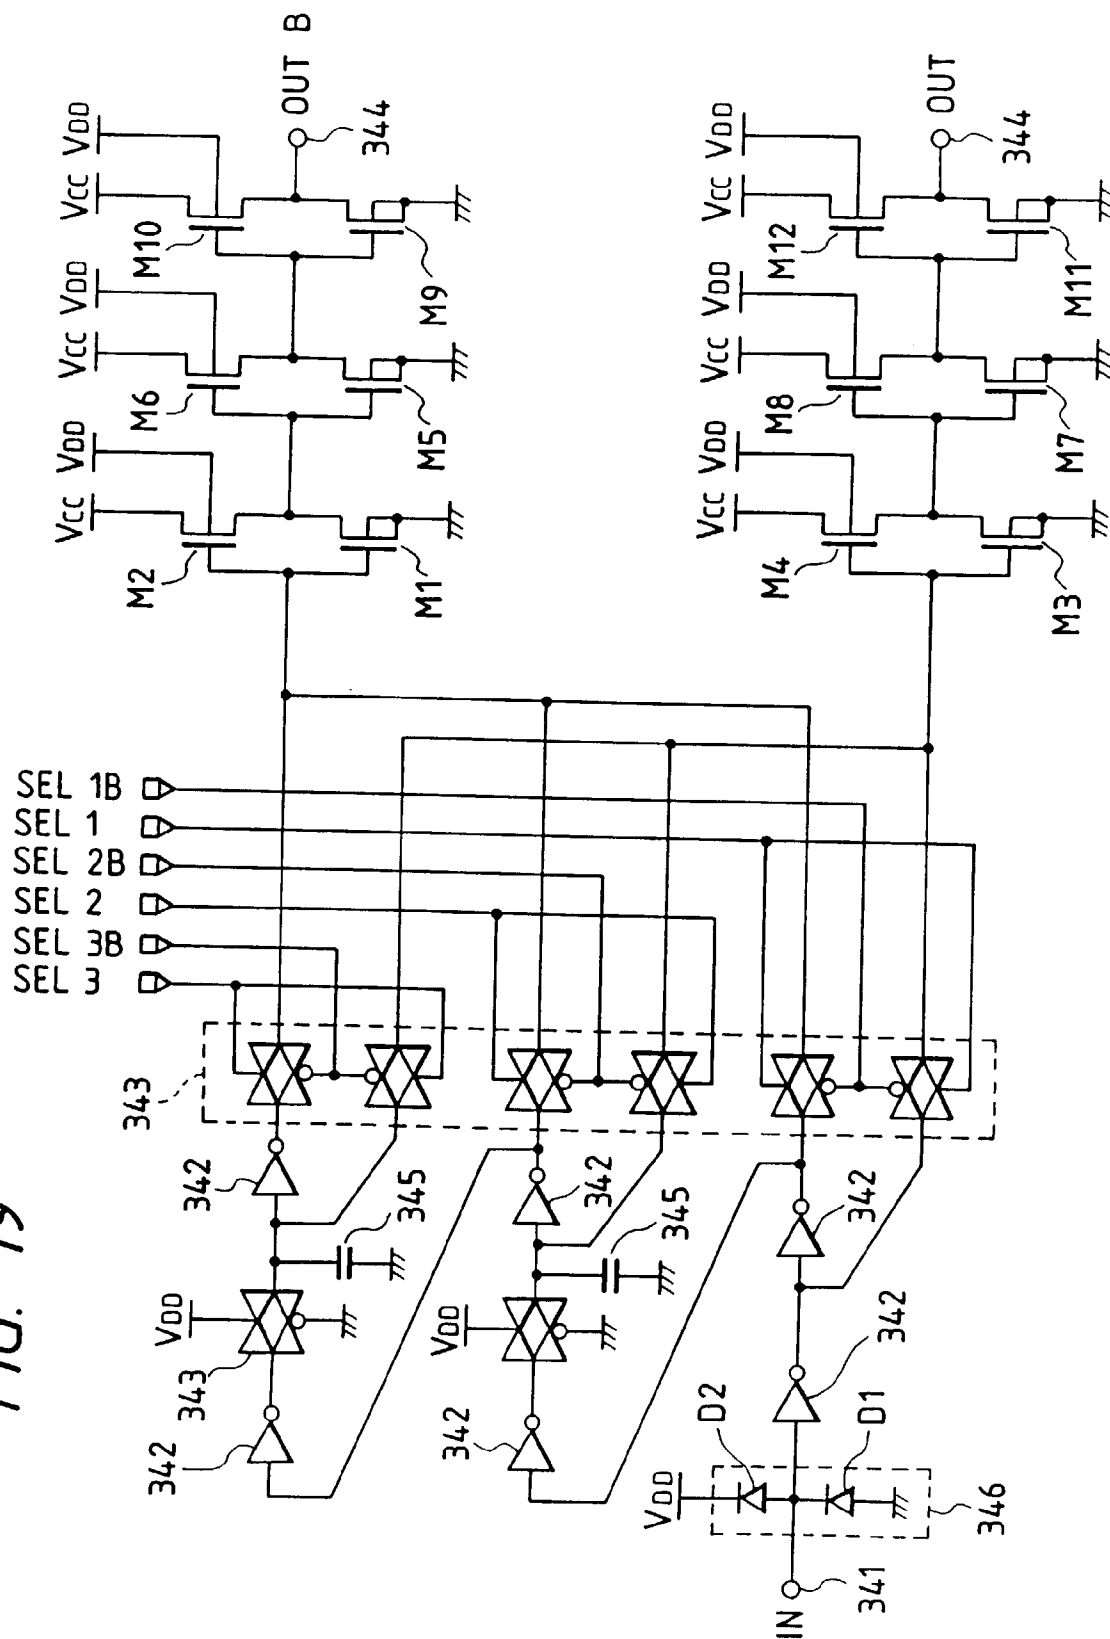 FIG. 19
SEL 1B
SEL 1
SEL 2B
SEL 2
SEL 3B
SEL 3
VCC
VDD
M2
M1
VCC
VDD
M6
M5
VCC
VDD
M10
M9
OUT B
344
VCC
VDD
M4
M3
VCC
VDD
M8
M7
VCC
VDD
M12
M11
OUT
344
343
342
VDD
343
342
345
342
VDD
342
345
342
342
VDD
D2
D1
346
IN
341